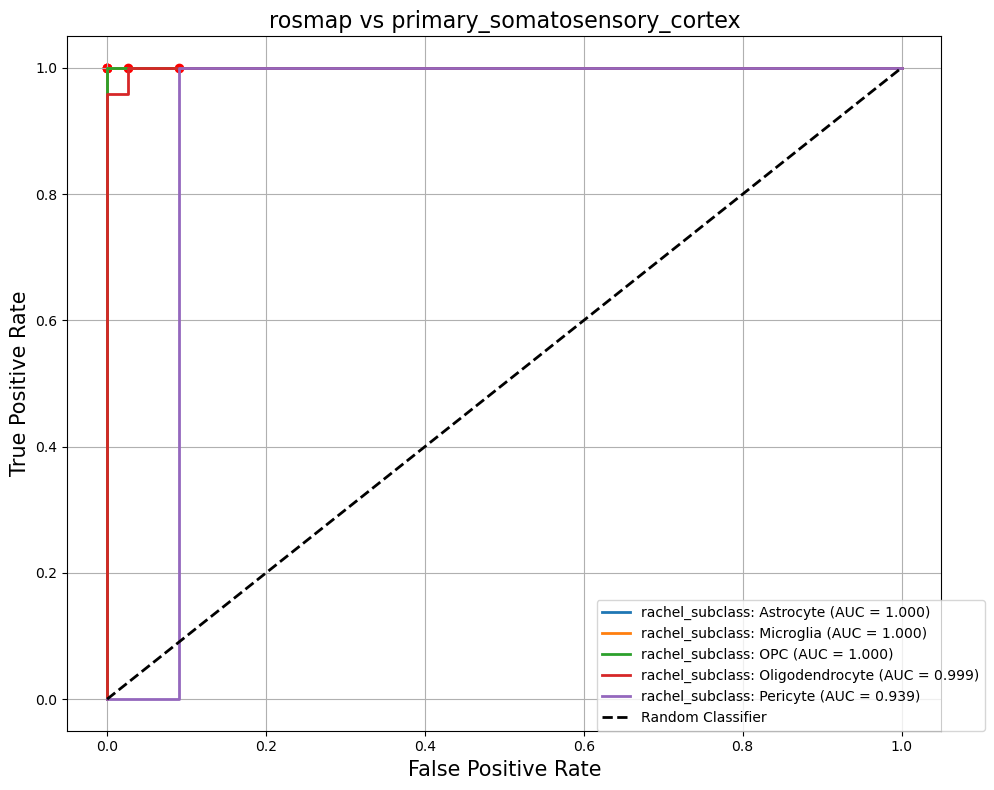 rosmap vs primary_somatosensory_cortex
True Positive Rate
1.0
0.8
0.6
0.4
0.2
0.0
rachel_subclass: Astrocyte (AUC = 1.000)
rachel_subclass: Microglia (AUC = 1.000)
rachel_subclass: OPC (AUC = 1.000)
rachel_subclass: Oligodendrocyte (AUC = 0.999)
rachel_subclass: Pericyte (AUC = 0.939)
Random Classifier
0.0
0.2
0.4
0.6
0.8
1.0
False Positive Rate